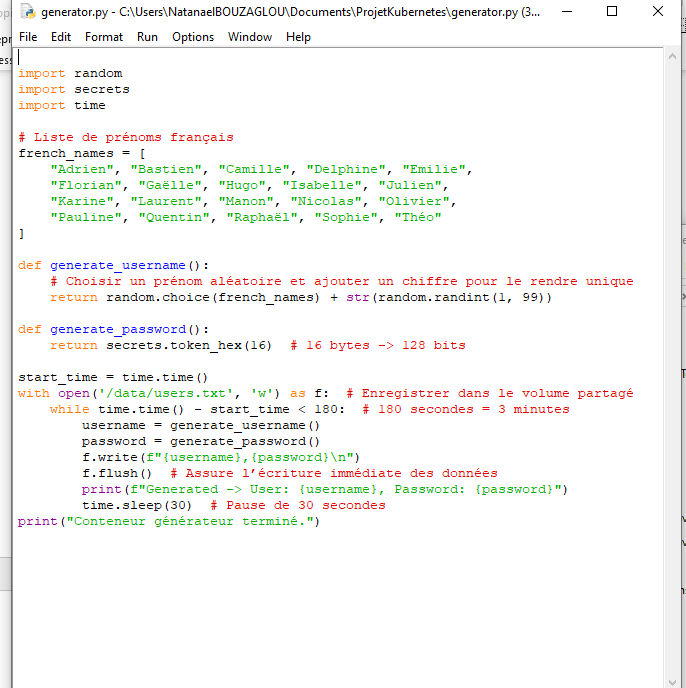 generator.py - C:\Users\NatanaelBOUZAGLOU\Documents\ProjetKubernetes\generator.py (3...
File Edit Format Run Options Window Help
import random
import secrets
import time
# Liste de prénoms français
french_names = [
    "Adrien", "Bastien", "Camille", "Delphine", "Emilie",
    "Florian", "Gaëlle", "Hugo", "Isabelle", "Julien",
    "Karine", "Laurent", "Manon", "Nicolas", "Olivier",
    "Pauline", "Quentin", "Raphaël", "Sophie", "Théo"
]
def generate_username():
    # Choisir un prénom aléatoire et ajouter un chiffre pour le rendre unique
    return random.choice(french_names) + str(random.randint(1, 99))
def generate_password():
    return secrets.token_hex(16)  # 16 bytes -> 128 bits
start_time = time.time()
with open('/data/users.txt', 'w') as f:  # Enregistrer dans le volume partagé
    while time.time() - start_time < 180:  # 180 secondes = 3 minutes
        username = generate_username()
        password = generate_password()
        f.write(f"{username},{password}\n")
        f.flush()  # Assure l’écriture immédiate des données
        print(f"Generated -> User: {username}, Password: {password}")
        time.sleep(30)  # Pause de 30 secondes
print("Conteneur générateur terminé.")